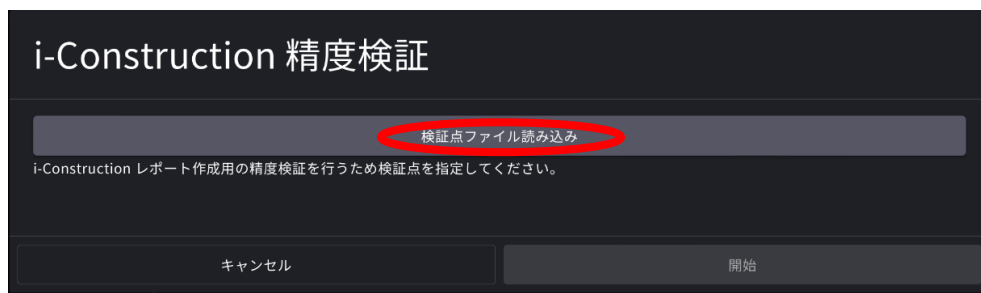 i-Construction 精度検証
検証点ファイル読み込み
i-Construction レポート作成用の精度検証を行うため検証点を指定してください。
キャンセル
開始